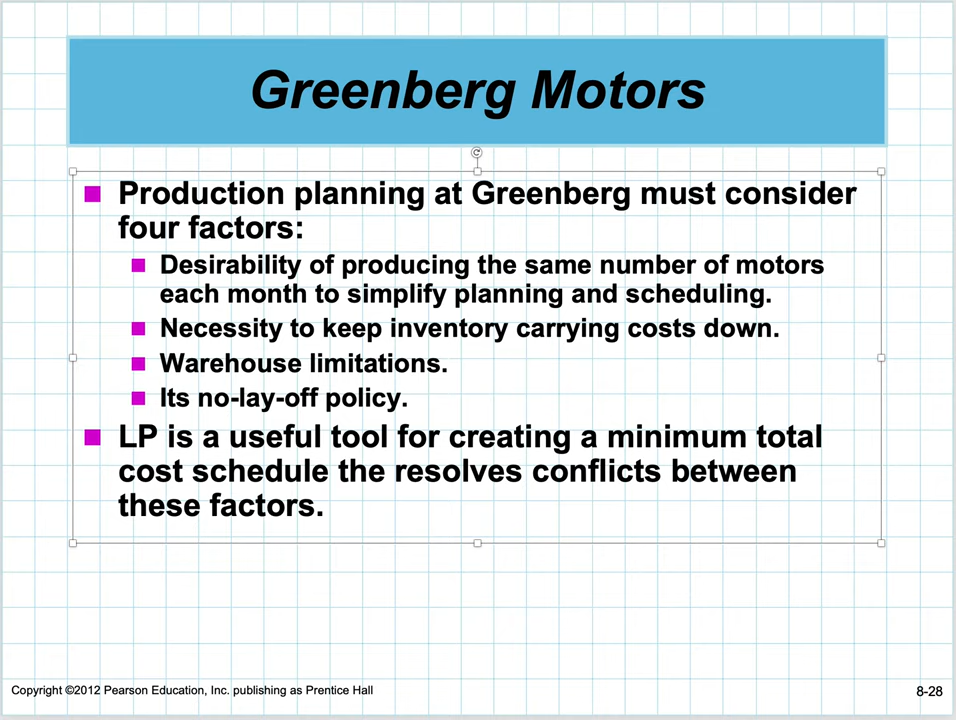 Greenberg Motors
Production planning at Greenberg must consider
four factors:
Desirability of producing the same number of motors
each month to simplify planning and scheduling.
Necessity to keep inventory carrying costs down.
Warehouse limitations.
Its no-lay-off policy.
LP is a useful tool for creating a minimum total
cost schedule the resolves conflicts between
these factors.
Copyright ©2012 Pearson Education, Inc. publishing as Prentice Hall
8-28